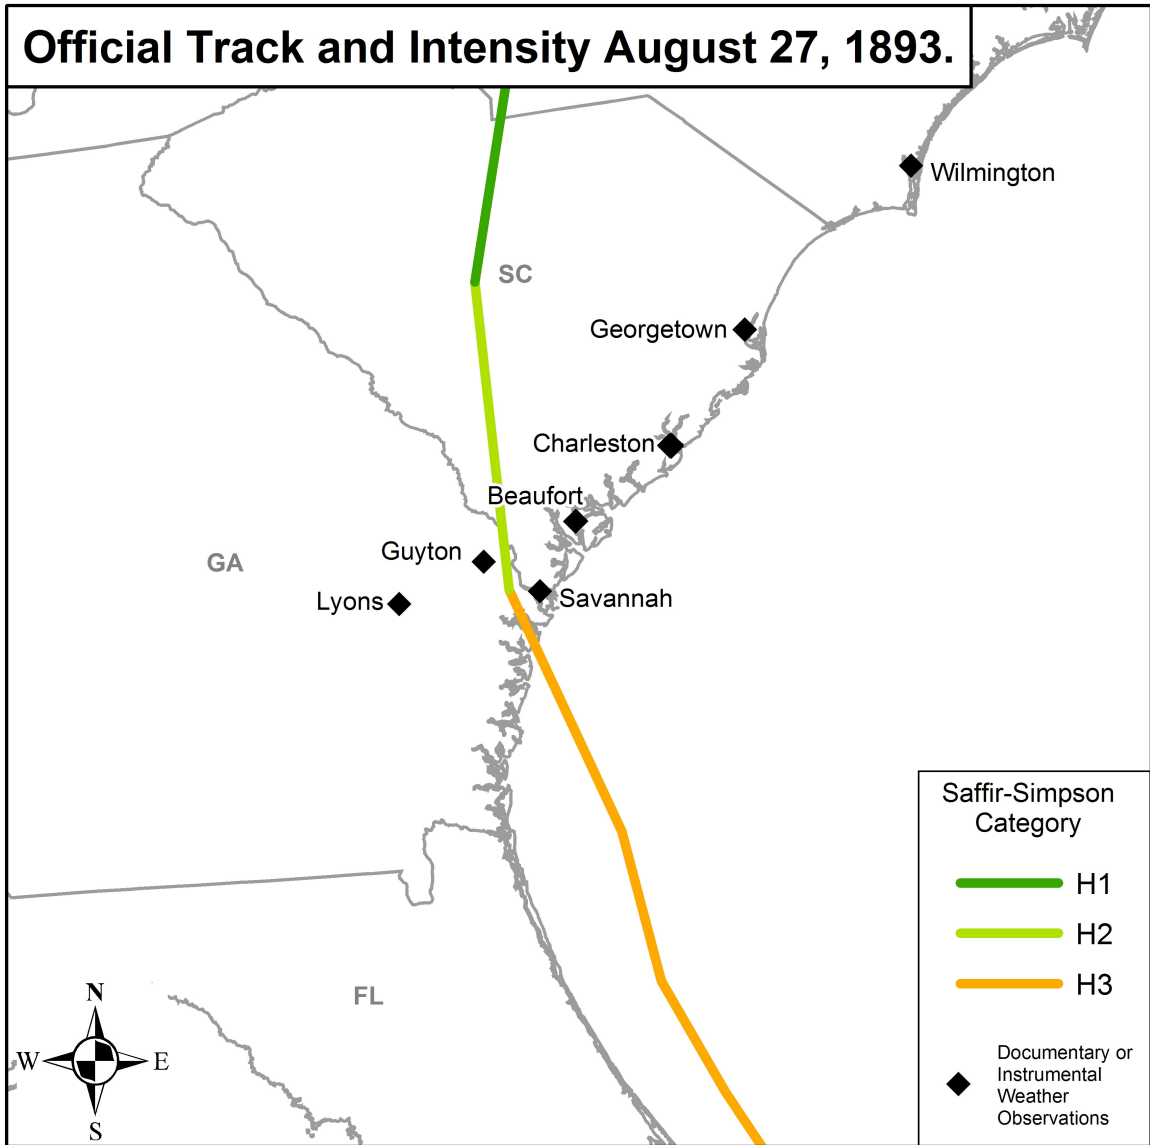 Official Track and Intensity August 27, 1893.
Wilmington
SC
Georgetown
Charleston
Beaufort
Guyton
GA
Lyons
Savannah
Saffir-Simpson
Category
H1
H2
H3
FL
N
W
E
S
Documentary or
Instrumental
Weather
Observations